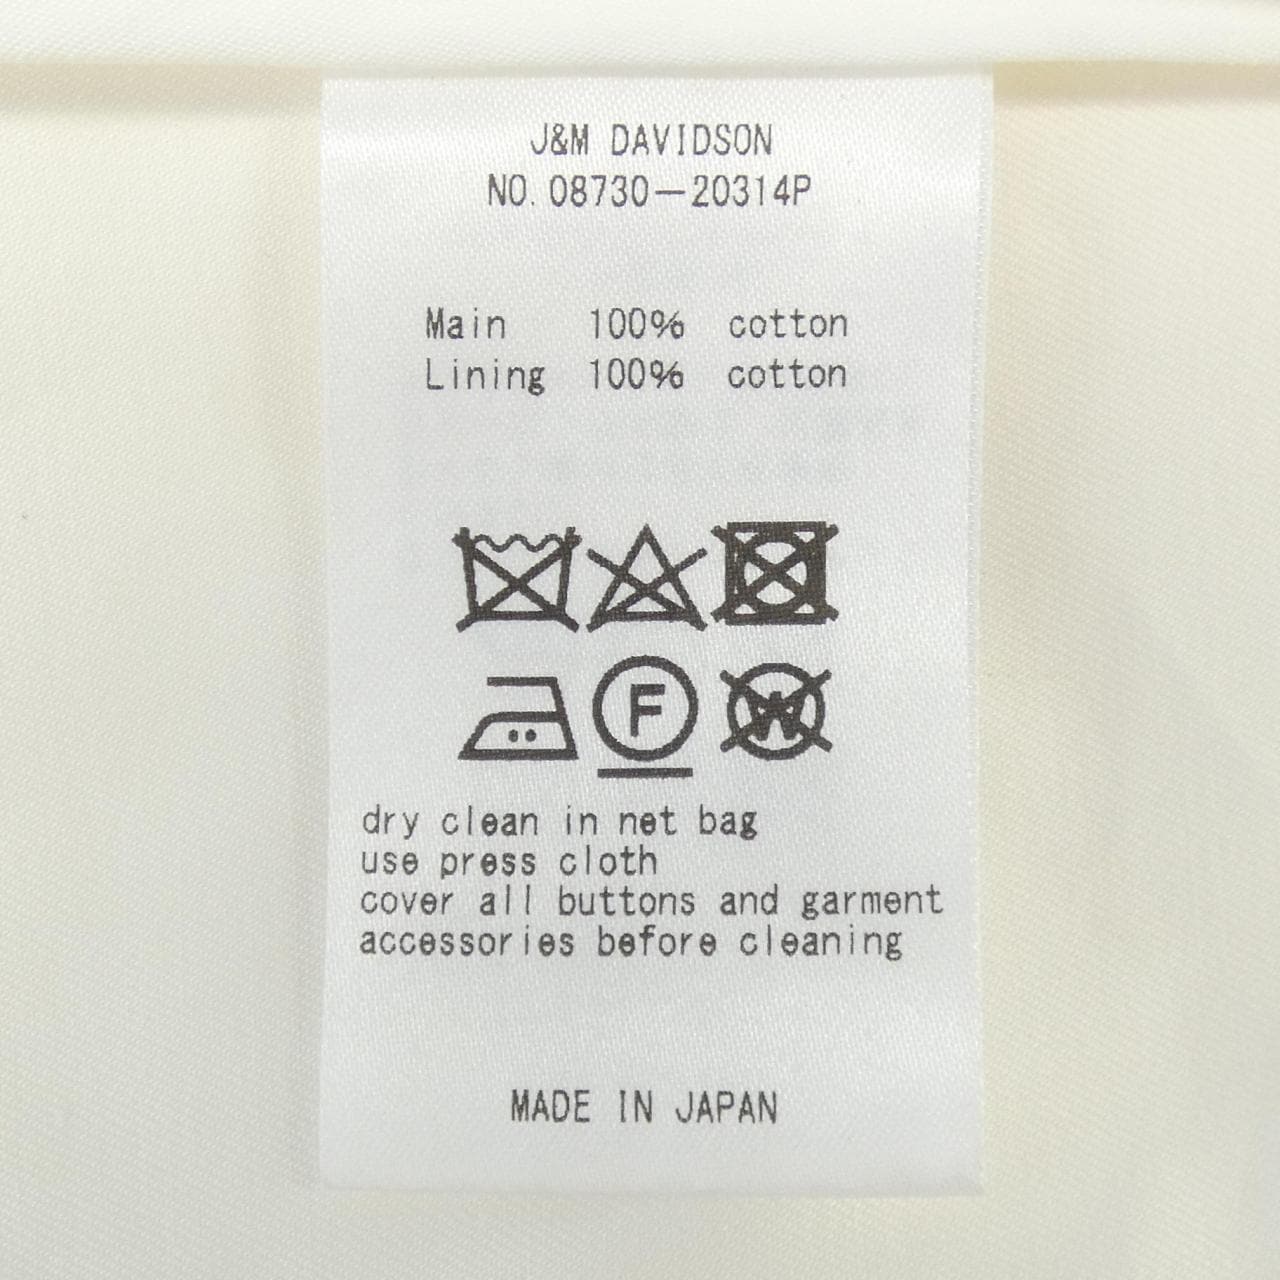 J&M DAVIDSON
NO. 08730—20314P
Main 100% cotton
Lining 100% cotton
F W
dry clean in net bag
use press cloth
cover all buttons and garment
accessories before cleaning
MADE IN JAPAN